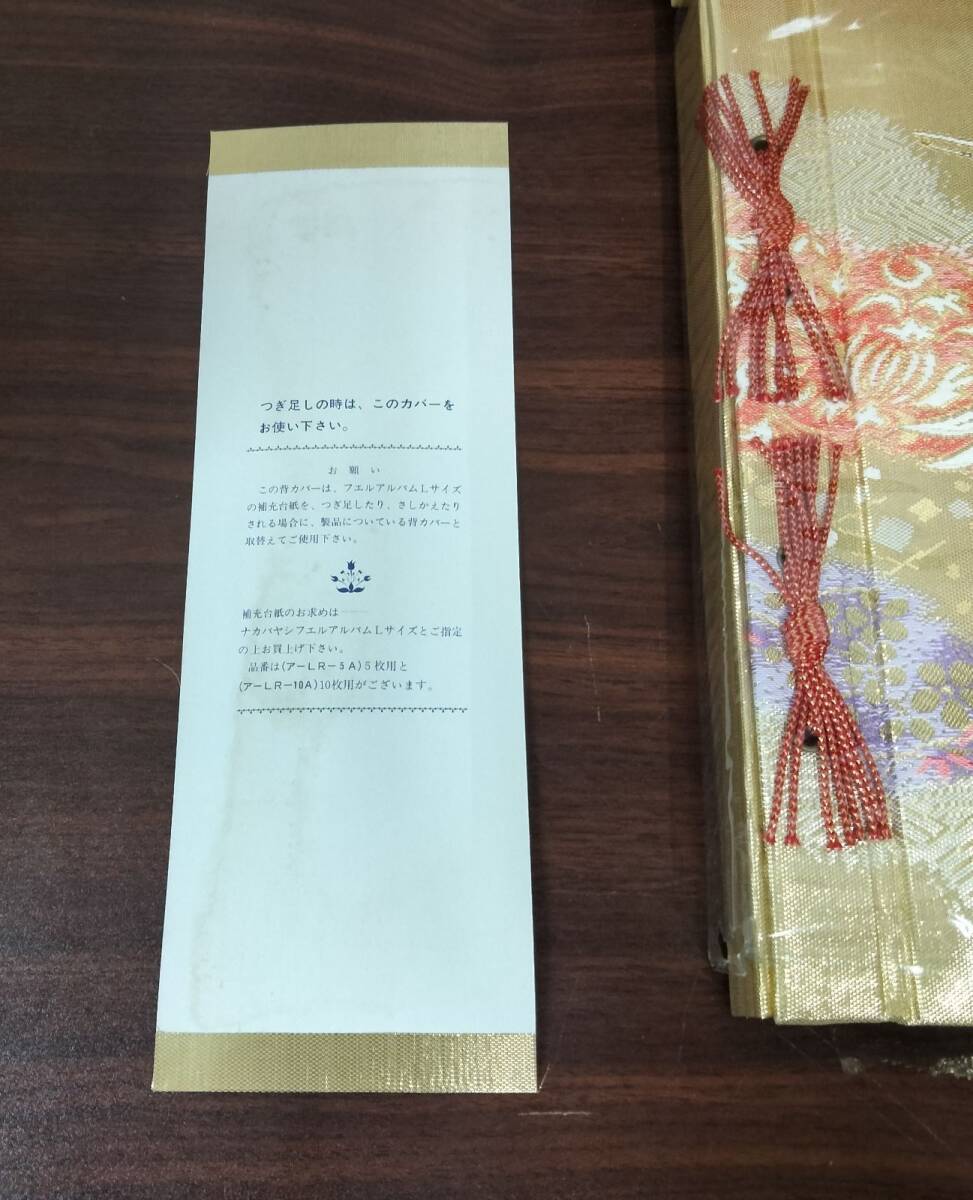 つぎ足しの時は、このカバーを
お使い下さい。
お願い
この背カバーは、フエルアルバムLサイズ
の補充台紙を、つぎ足したり、さしかえたり
される場合に、製品についている背カバーと
取替えてご使用下さい。
補充台紙のお求めは――
ナカバヤシフエルアルバムLサイズとご指定
の上お買上げ下さい。
品番は(アーLRー5A)5枚用と
(アーLRー10A)10枚用がございます。